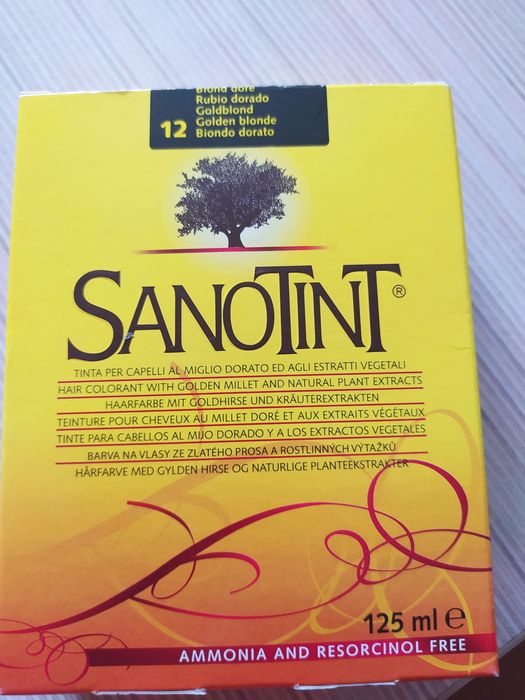 Blond doré
Rubio dorado
Goldblond
12 Golden blonde
Biondo dorato
SANOTINT®
TINTA PER CAPELLI AL MIGLIO DORATO ED AGLI ESTRATTI VEGETALI
HAIR COLORANT WITH GOLDEN MILLET AND NATURAL PLANT EXTRACTS
HAARFARBE MIT GOLDHIRSE UND KRÄUTEREXTRAKTEN
TEINTURE POUR CHEVEUX AU MILLET DORÉ ET AUX EXTRAITS VÉGÉTAUX
TINTE PARA CABELLOS AL MIJO DORADO Y A LOS EXTRACTOS VEGETALES
BARVA NA VLASY ZE ZLATÉHO PROSA A ROSTLINNÝCH VÝTAŽKŮ
HÅRFARVE MED GYLDEN HIRSE OG NATURLIGE PLANTEEKSTRAKTER
125 ml ℮
AMMONIA AND RESORCINOL FREE